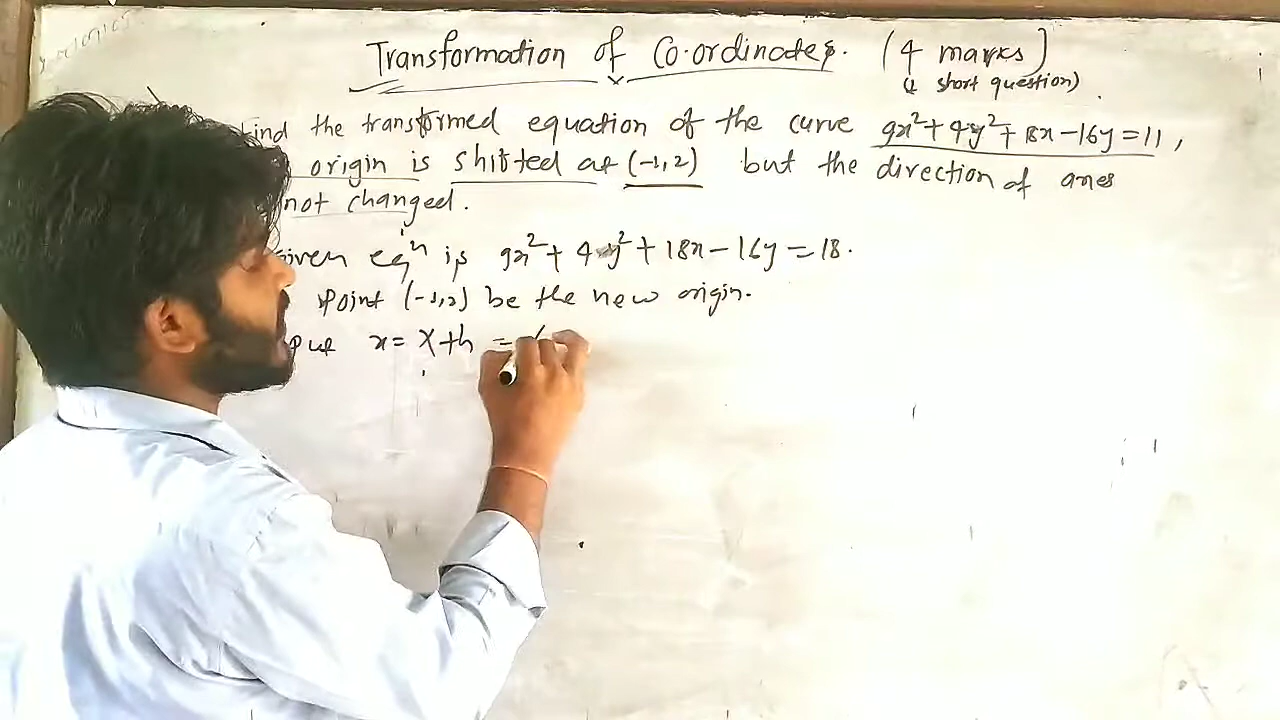 Transformation of Co-ordinates. (4 marks)
(1 short question)
Find the transformed equation of the curve 9x²+4y²+18x-16y=11,
origin is shifted at (-1,2) but the direction of axes
not changed.
Given eqⁿ is 9x²+4y²+18x-16y=18.
Point (-1,2) be the new origin.
put x= X+h =